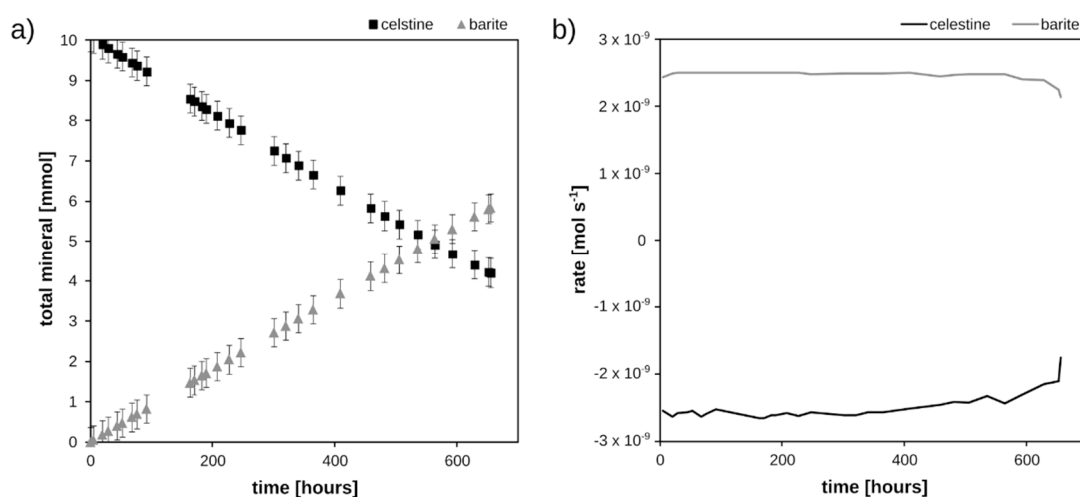 a)
celstine barite
total mineral [mmol]
10
9
8
7
6
5
4
3
2
1
0
0 200 400 600
time [hours]
b)
celestine barite
rate [mol s⁻¹]
3 x 10⁻⁹
2 x 10⁻⁹
1 x 10⁻⁹
0
-1 x 10⁻⁹
-2 x 10⁻⁹
-3 x 10⁻⁹
0 200 400 600
time [hours]